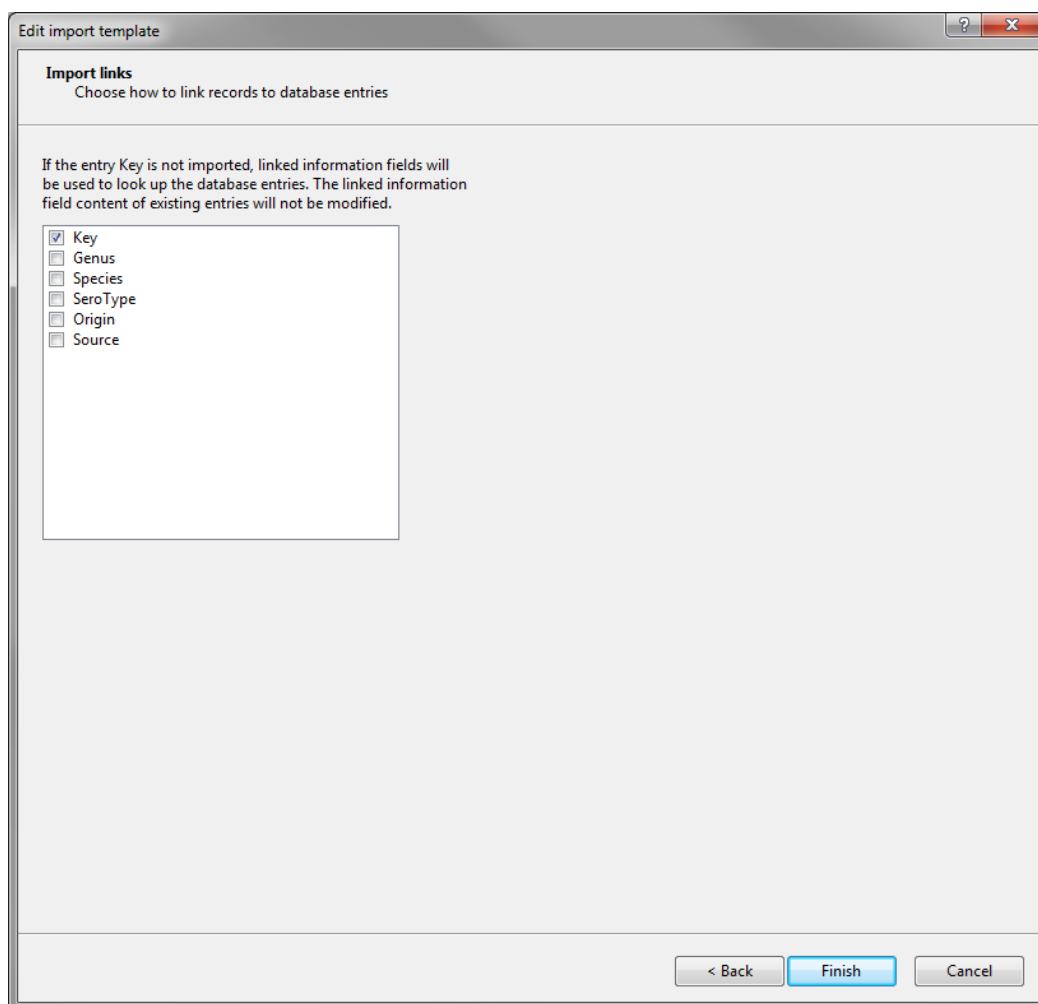 Edit import template
Import links
Choose how to link records to database entries
If the entry Key is not imported, linked information fields will
be used to look up the database entries. The linked information
field content of existing entries will not be modified.
Key
Genus
Species
SeroType
Origin
Source
< Back
Finish
Cancel